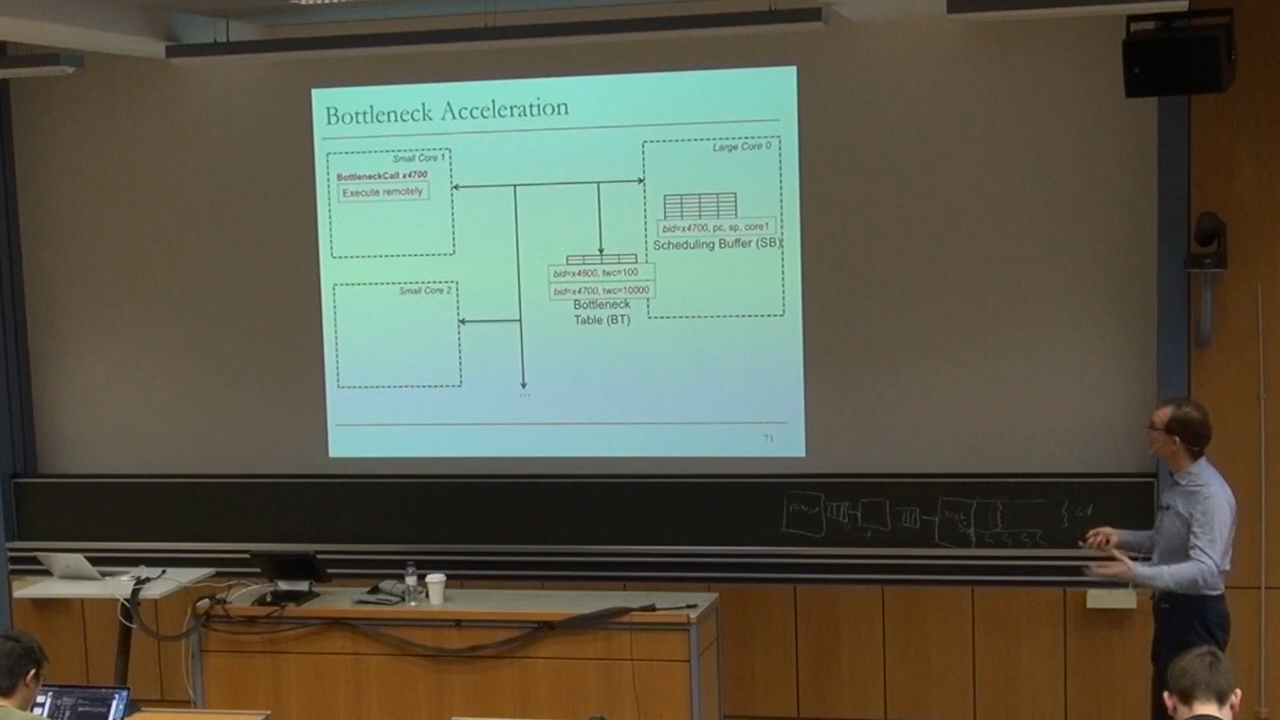 Bottleneck Acceleration
Small Core 1
BottleneckCall x4700
Execute remotely
Large Core 0
bid=x4700, pc, sp, core1
Scheduling Buffer (SB)
Small Core 2
bid=x4600, twc=100
bid=x4700, twc=10000
Bottleneck
Table (BT)
...
71